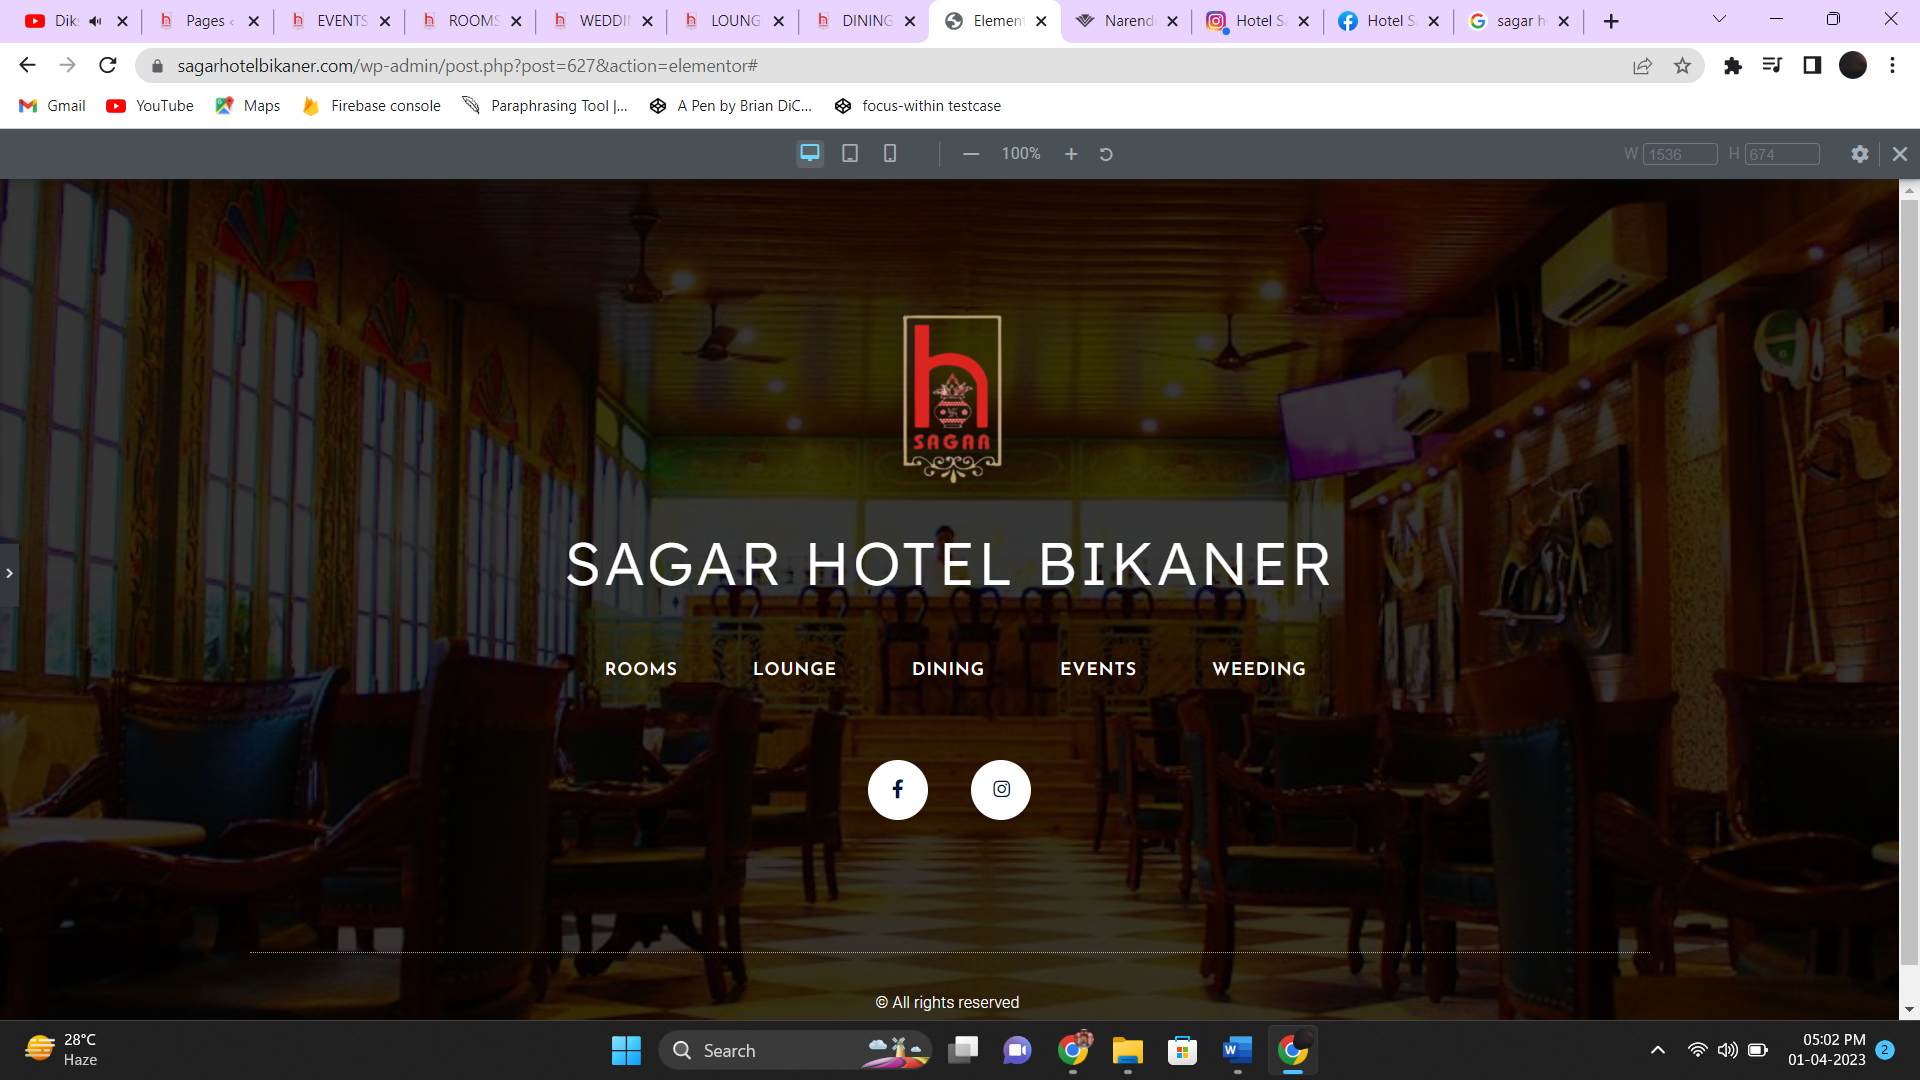 Dik
Pages
EVENTS
ROOMS
WEDDI
LOUNG
DINING
Elemen
Narend
Hotel S
Hotel S
sagar h
sagarhotelbikaner.com/wp-admin/post.php?post=627&action=elementor#
Gmail
YouTube
Maps
Firebase console
Paraphrasing Tool |...
A Pen by Brian DiC...
focus-within testcase
100%
W 1536 H 674
h
SAGAR
SAGAR HOTEL BIKANER
ROOMS LOUNGE DINING EVENTS WEEDING
© All rights reserved
28°C
Haze
Search
W
05:02 PM
01-04-2023
2